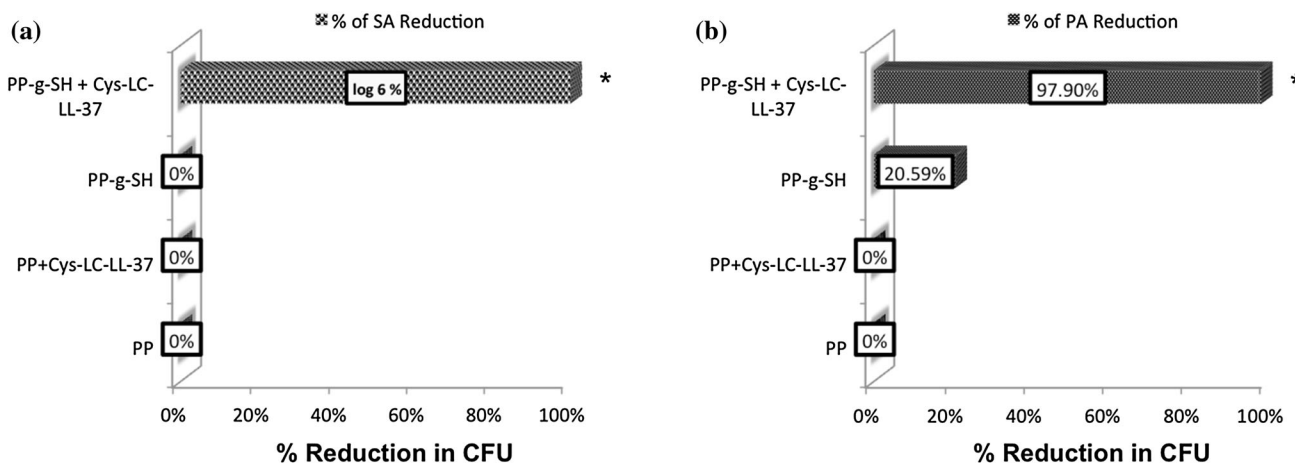 (a)
% of SA Reduction
PP-g-SH + Cys-LC-
LL-37
log 6 %
*
PP-g-SH
0%
PP+Cys-LC-LL-37
0%
PP
0%
0% 20% 40% 60% 80% 100%
% Reduction in CFU
(b)
% of PA Reduction
PP-g-SH + Cys-LC-
LL-37
97.90%
*
PP-g-SH
20.59%
PP+Cys-LC-LL-37
0%
PP
0%
0% 20% 40% 60% 80% 100%
% Reduction in CFU